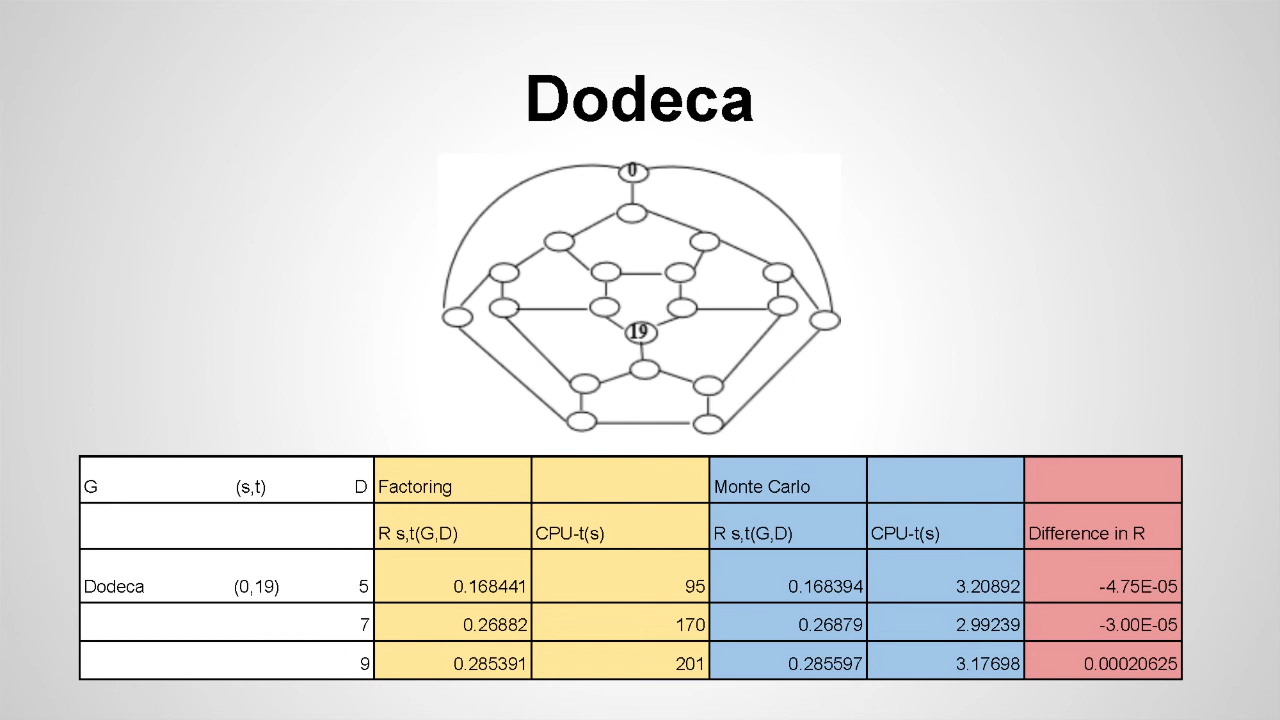 Dodeca
0
19
G (s,t) D Factoring Monte Carlo
R s,t(G,D) CPU-t(s) R s,t(G,D) CPU-t(s) Difference in R
Dodeca (0,19) 5 0.168441 95 0.168394 3.20892 -4.75E-05
7 0.26882 170 0.26879 2.99239 -3.00E-05
9 0.285391 201 0.285597 3.17698 0.00020625